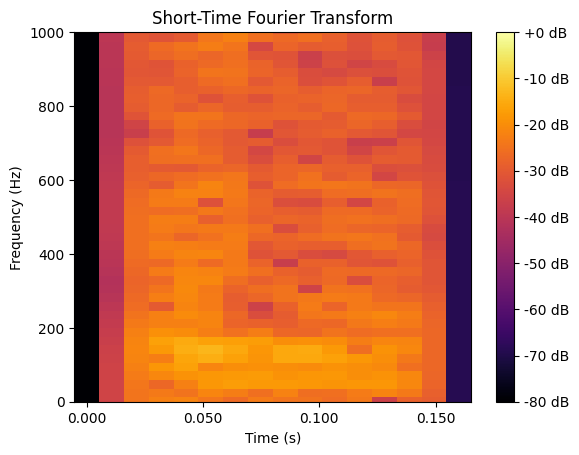 Short-Time Fourier Transform
1000
800
600
400
200
0
Frequency (Hz)
0.000
0.050
0.100
0.150
Time (s)
+0 dB
-10 dB
-20 dB
-30 dB
-40 dB
-50 dB
-60 dB
-70 dB
-80 dB